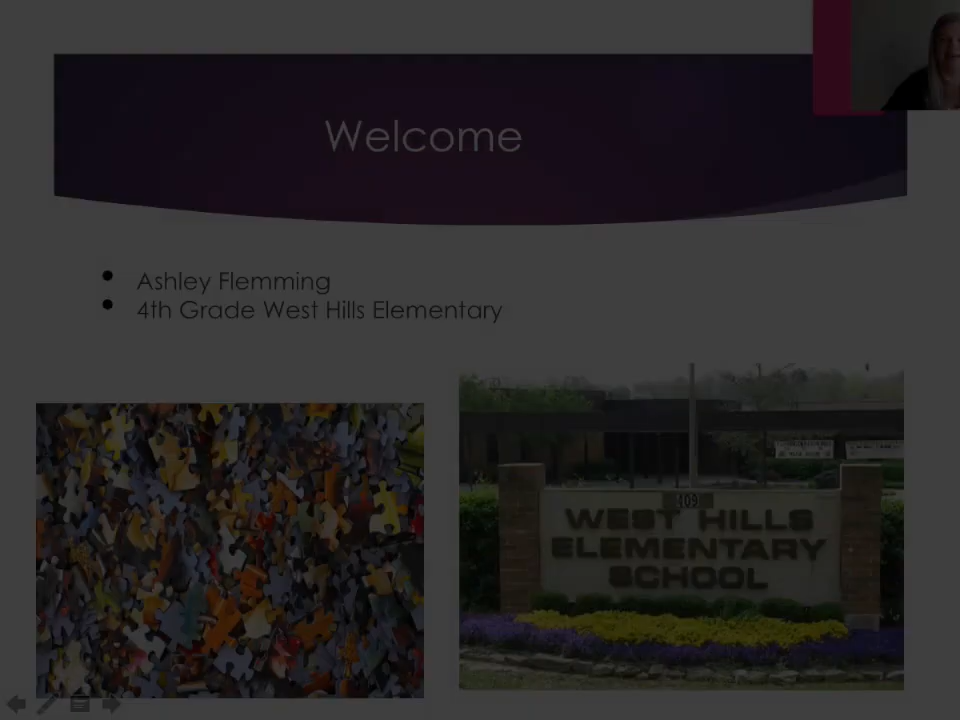 Welcome
Ashley Flemming
4th Grade West Hills Elementary
409
WEST HILLS
ELEMENTARY
SCHOOL